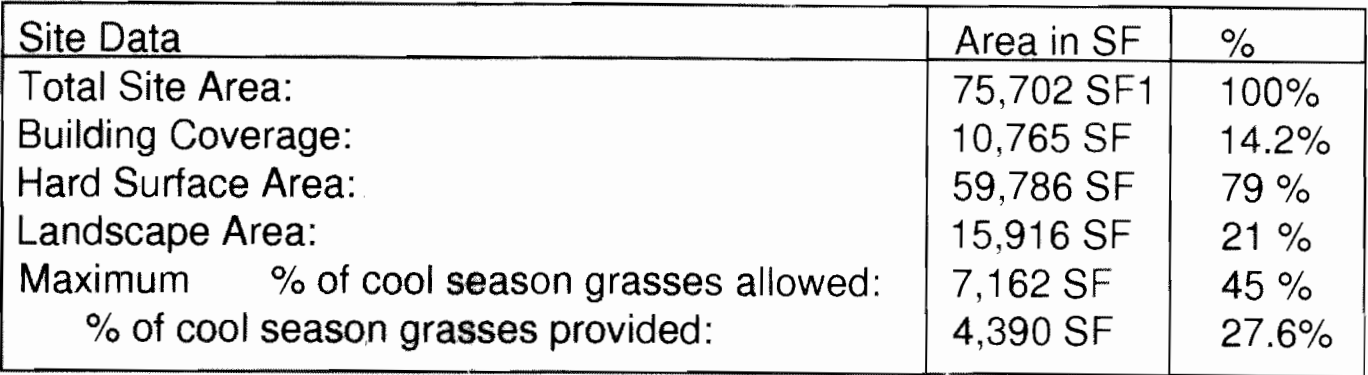 Site Data Area in SF %
Total Site Area: 75,702 SF1 100%
Building Coverage: 10,765 SF 14.2%
Hard Surface Area: 59,786 SF 79 %
Landscape Area: 15,916 SF 21 %
Maximum % of cool season grasses allowed: 7,162 SF 45 %
% of cool season grasses provided: 4,390 SF 27.6%